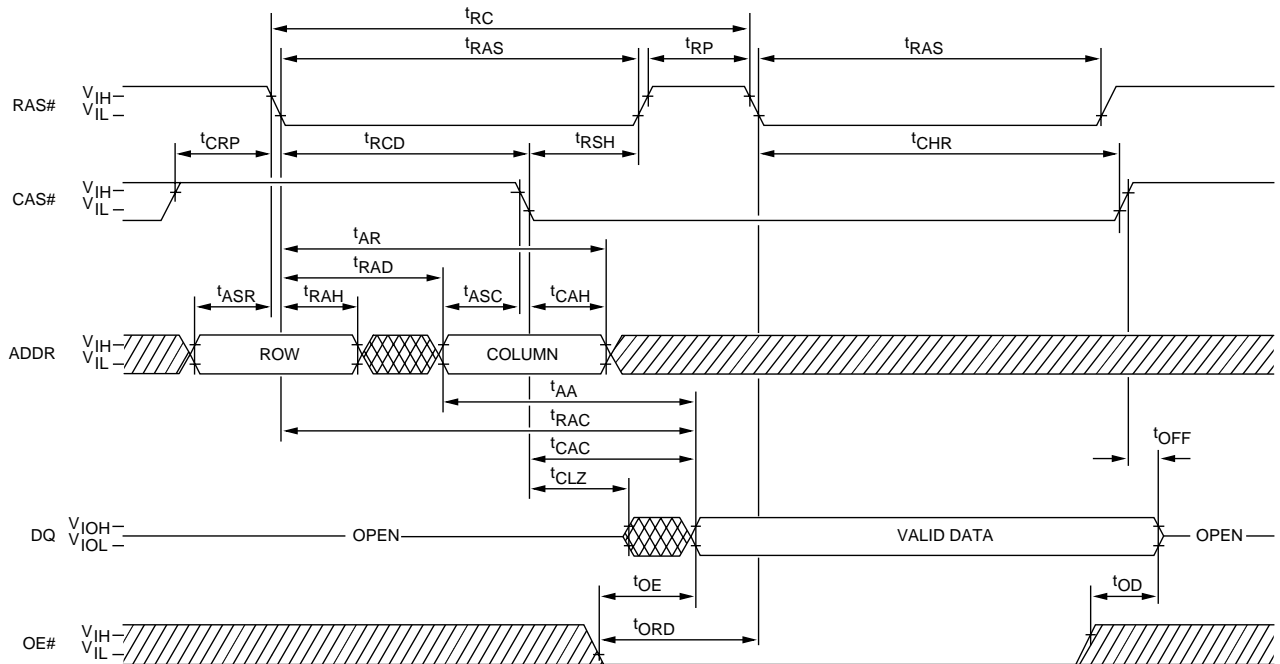 tRC
tRAS tRP tRAS
RAS# VIH
VIL
tCRP tRCD tRSH tCHR
CAS# VIH
VIL
tAR
tRAD
tASR tRAH tASC tCAH
ADDR VIH
VIL
ROW COLUMN
tAA
tRAC
tCAC tOFF
tCLZ
DQ VIOH
VIOL
OPEN VALID DATA OPEN
tOE tOD
tORD
OE# VIH
VIL